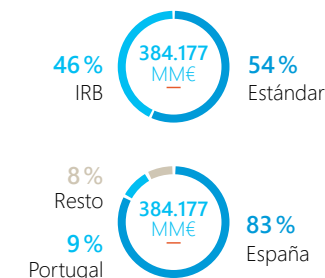 46 %
IRB
384.177
MM€
54 %
Estándar
8 %
Resto
9 %
Portugal
384.177
MM€
83 %
España